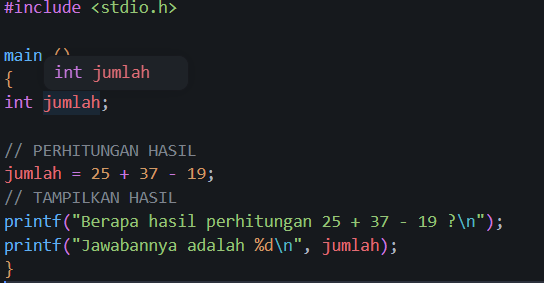 #include <stdio.h>
main ()
int jumlah
{
int jumlah;
// PERHITUNGAN HASIL
jumlah = 25 + 37 - 19;
// TAMPILKAN HASIL
printf("Berapa hasil perhitungan 25 + 37 - 19 ?\n");
printf("Jawabannya adalah %d\n", jumlah);
}